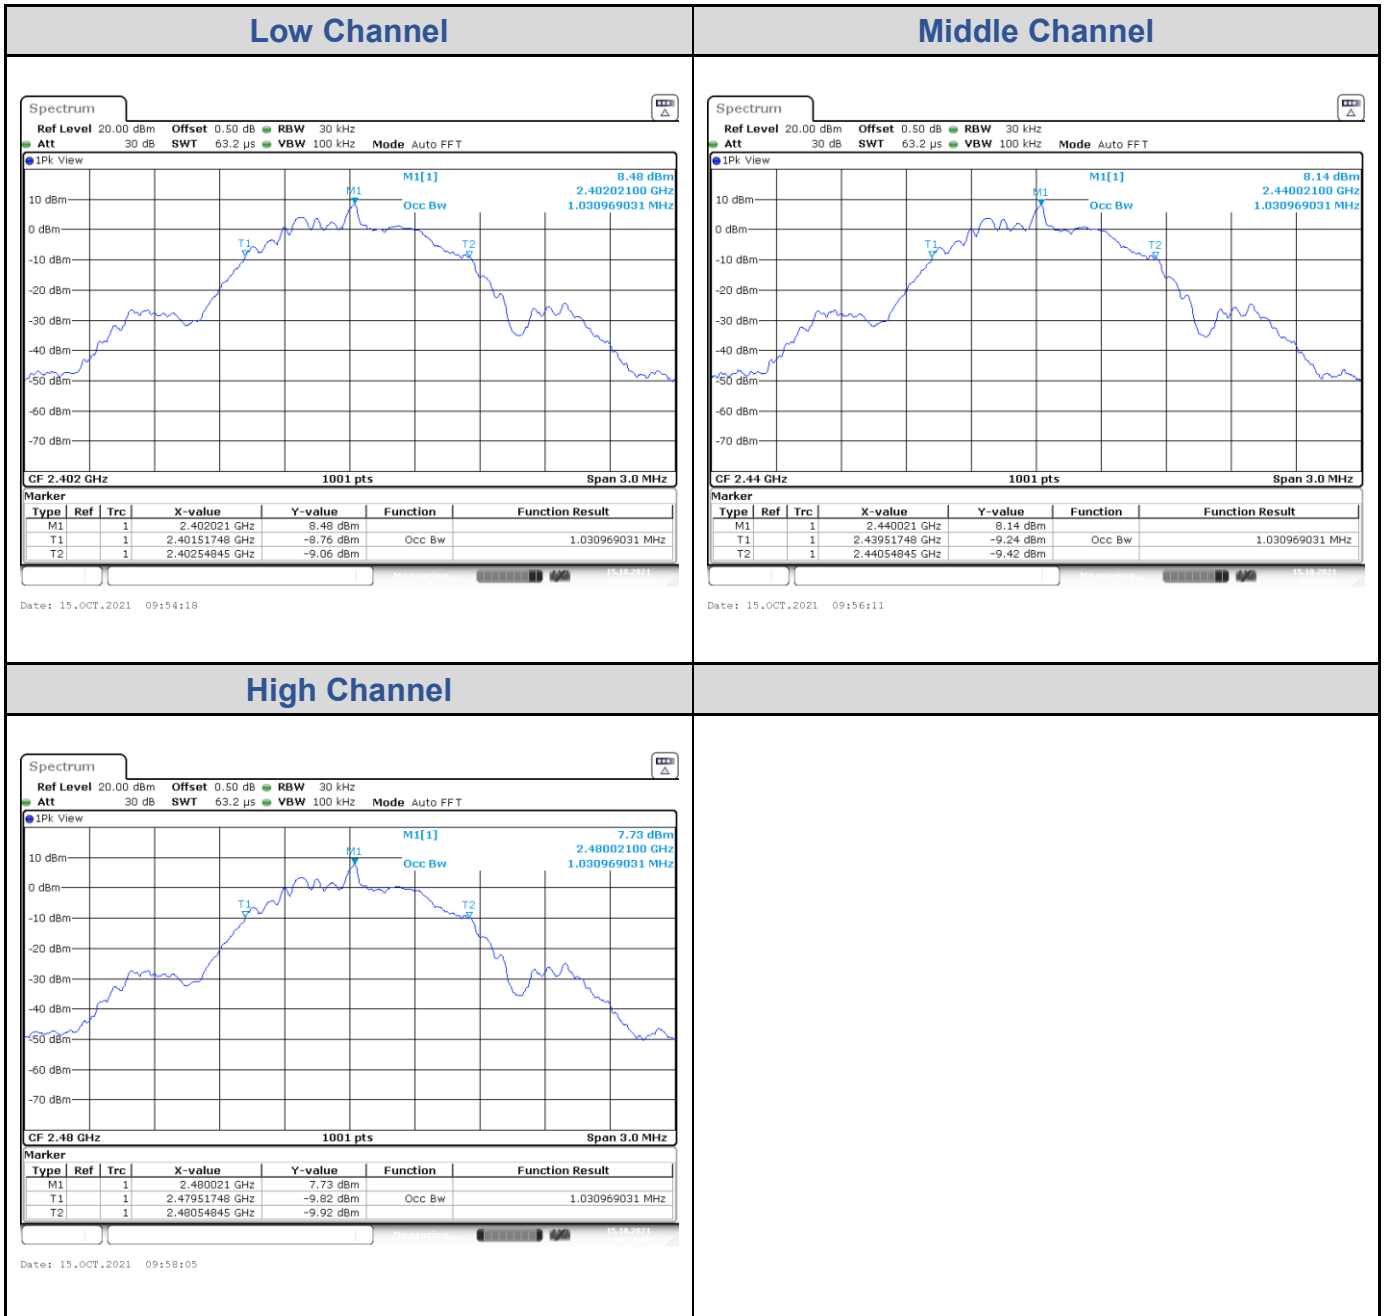 Low Channel
Middle Channel
Spectrum
Ref Level 20.00 dBm Offset 0.50 dB RBW 30 kHz
Att 30 dB SWT 63.2 µs VBW 100 kHz Mode Auto FFT
1Pk View
M1[1] 8.48 dBm
2.40202100 GHz
Occ Bw 1.030969031 MHz
M1
T1
T2
10 dBm
0 dBm
-10 dBm
-20 dBm
-30 dBm
-40 dBm
-50 dBm
-60 dBm
-70 dBm
CF 2.402 GHz 1001 pts Span 3.0 MHz
Marker
Type Ref Trc X-value Y-value Function Function Result
M1 1 2.402021 GHz 8.48 dBm
T1 1 2.40151748 GHz -8.76 dBm Occ Bw 1.030969031 MHz
T2 1 2.40254845 GHz -9.06 dBm
Measuring 15.10.2021
Date: 15.OCT.2021 09:54:18
Spectrum
Ref Level 20.00 dBm Offset 0.50 dB RBW 30 kHz
Att 30 dB SWT 63.2 µs VBW 100 kHz Mode Auto FFT
1Pk View
M1[1] 8.14 dBm
2.44002100 GHz
Occ Bw 1.030969031 MHz
M1
T1
T2
10 dBm
0 dBm
-10 dBm
-20 dBm
-30 dBm
-40 dBm
-50 dBm
-60 dBm
-70 dBm
CF 2.44 GHz 1001 pts Span 3.0 MHz
Marker
Type Ref Trc X-value Y-value Function Function Result
M1 1 2.440021 GHz 8.14 dBm
T1 1 2.43951748 GHz -9.24 dBm Occ Bw 1.030969031 MHz
T2 1 2.44054845 GHz -9.42 dBm
Measuring 15.10.2021
Date: 15.OCT.2021 09:56:11
High Channel
Spectrum
Ref Level 20.00 dBm Offset 0.50 dB RBW 30 kHz
Att 30 dB SWT 63.2 µs VBW 100 kHz Mode Auto FFT
1Pk View
M1[1] 7.73 dBm
2.48002100 GHz
Occ Bw 1.030969031 MHz
M1
T1
T2
10 dBm
0 dBm
-10 dBm
-20 dBm
-30 dBm
-40 dBm
-50 dBm
-60 dBm
-70 dBm
CF 2.48 GHz 1001 pts Span 3.0 MHz
Marker
Type Ref Trc X-value Y-value Function Function Result
M1 1 2.480021 GHz 7.73 dBm
T1 1 2.47951748 GHz -9.82 dBm Occ Bw 1.030969031 MHz
T2 1 2.48054845 GHz -9.92 dBm
Measuring 15.10.2021
Date: 15.OCT.2021 09:58:05